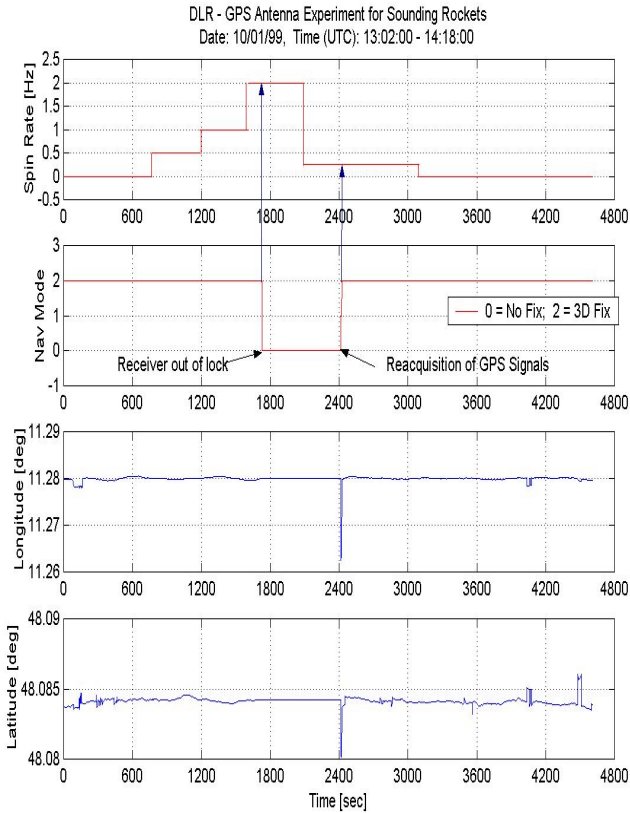 DLR - GPS Antenna Experiment for Sounding Rockets
Date: 10/01/99, Time (UTC): 13:02:00 - 14:18:00
Spin Rate [Hz]
2.5
2
1.5
1
0.5
0
-0.5
0 600 1200 1800 2400 3000 3600 4200 4800
Nav Mode
3
2
1
0
-1
0 = No Fix; 2 = 3D Fix
Receiver out of lock
Reacquisition of GPS Signals
0 600 1200 1800 2400 3000 3600 4200 4800
Longitude [deg]
11.29
11.28
11.27
11.26
0 600 1200 1800 2400 3000 3600 4200 4800
Latitude [deg]
48.09
48.085
48.08
0 600 1200 1800 2400 3000 3600 4200 4800
Time [sec]